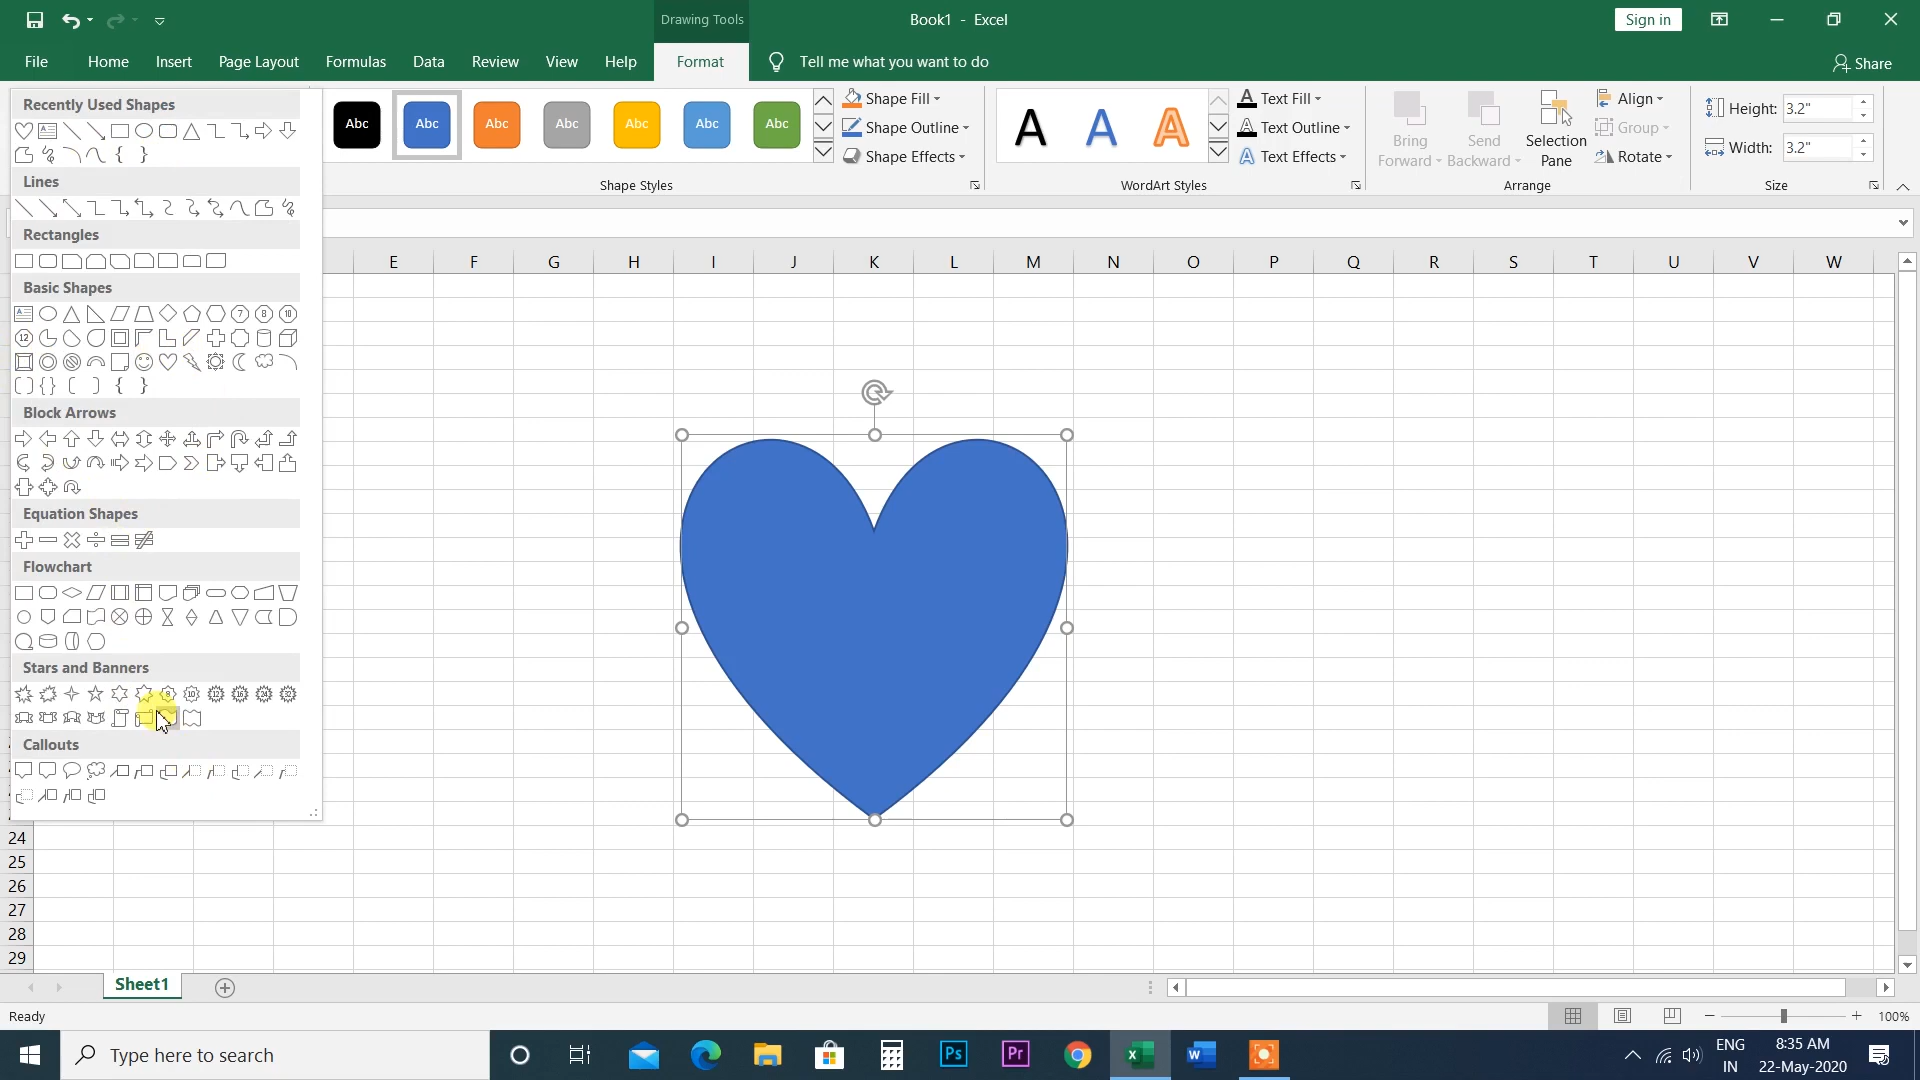 Drawing Tools
Book1 - Excel
Sign in
File Home Insert Page Layout Formulas Data Review View Help Format Tell me what you want to do
Share
Recently Used Shapes
Lines
Rectangles
Basic Shapes
Block Arrows
Equation Shapes
Flowchart
Stars and Banners
Callouts
Abc Abc Abc Abc Abc Abc Abc
Shape Fill
Shape Outline
Shape Effects
Shape Styles
A A A
Text Fill
Text Outline
Text Effects
WordArt Styles
Bring Forward
Send Backward
Selection Pane
Align
Group
Rotate
Arrange
Height: 3.2"
Width: 3.2"
Size
E F G H I J K L M N O P Q R S T U V W
24
25
26
27
28
29
Sheet1
Ready
100%
Type here to search
Ps
Pr
ENG
IN
8:35 AM
22-May-2020